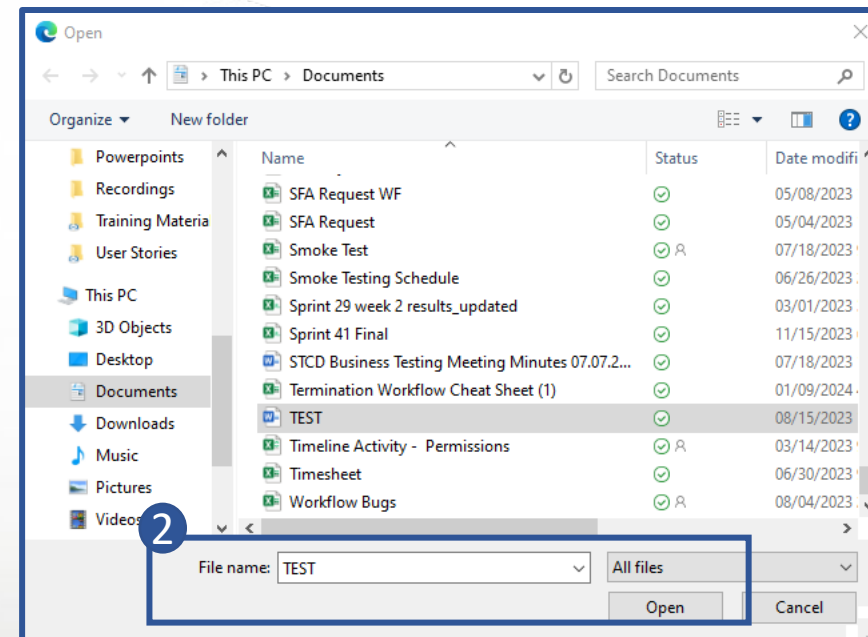 Open
This PC > Documents
Search Documents
Organize
New folder
Powerpoints
Recordings
Training Materia
User Stories
This PC
3D Objects
Desktop
Documents
Downloads
Music
Pictures
Videos
Name Status Date modifi
SFA Request WF 05/08/2023
SFA Request 05/04/2023
Smoke Test 07/18/2023
Smoke Testing Schedule 06/26/2023
Sprint 29 week 2 results_updated 03/01/2023
Sprint 41 Final 11/15/2023
STCD Business Testing Meeting Minutes 07.07.2... 07/18/2023
Termination Workflow Cheat Sheet (1) 01/09/2024
TEST 08/15/2023
Timeline Activity - Permissions 03/14/2023
Timesheet 06/30/2023
Workflow Bugs 08/04/2023
2
File name: TEST All files
Open Cancel